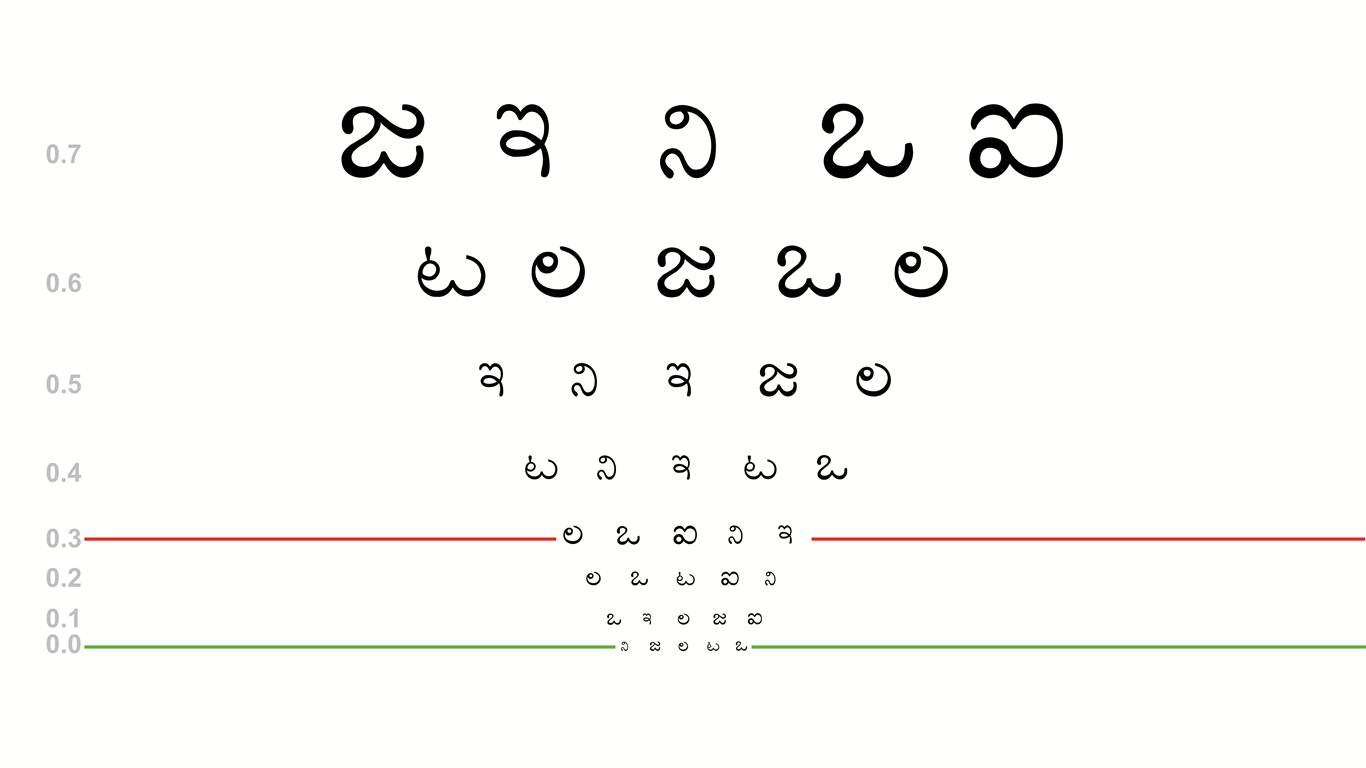 0.7 ಜ ಇ ನಿ ಒ ಐ
0.6 ಟ ಲ ಜ ಒ ಲ
0.5 ಇ ನಿ ಇ ಜ ಲ
0.4 ಟ ನಿ ಇ ಟ ಒ
0.3 ಲ ಒ ಐ ನಿ ಇ
0.2 ಲ ಒ ಟ ಐ ನಿ
0.1 ಒ ಇ ಲ ಜ ಐ
0.0 ನಿ ಜ ಲ ಟ ಒ